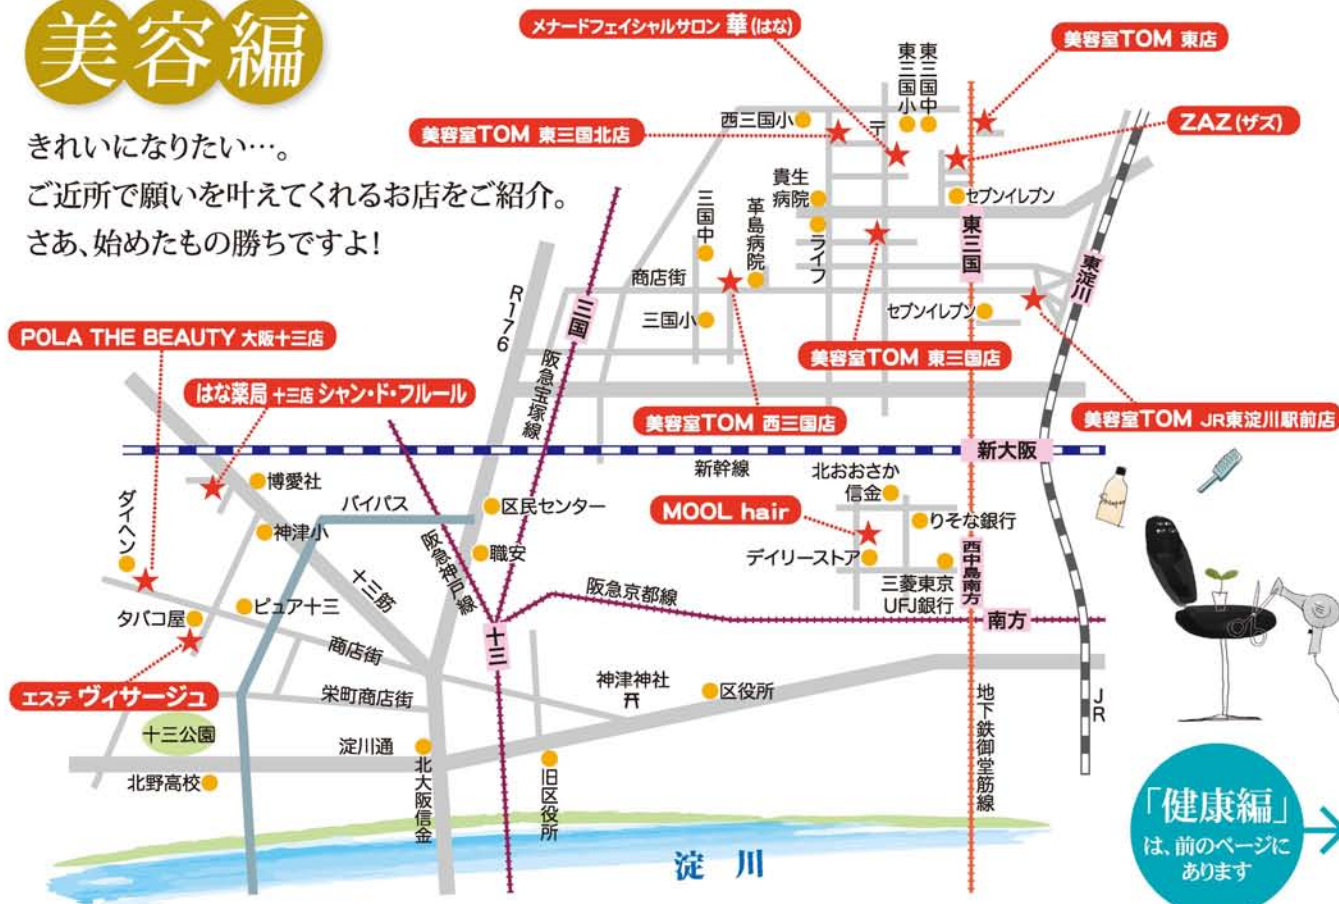 美容編
きれいになりたい…。
ご近所で願いを叶えてくれるお店をご紹介。
さあ、始めたもの勝ちですよ!
メナードフェイシャルサロン 華(はな)
美容室TOM 東店
美容室TOM 東三国北店
ZAZ(ザズ)
西三国小
〒
東三国小
東三国中
貴生病院
セブンイレブン
三国中
革島病院
ライフ
東三国
東淀川
商店街
R176
三国
三国小
セブンイレブン
POLA THE BEAUTY 大阪十三店
阪急宝塚線
美容室TOM 東三国店
はな薬局 十三店 シャン・ド・フルール
美容室TOM 西三国店
美容室TOM JR東淀川駅前店
新大阪
新幹線
博愛社
北おおさか
信金
ダイヘン
バイパス
区民センター
MOOL hair
りそな銀行
神津小
阪急神戸線
職安
デイリーストア
西中島南方
十三筋
三菱東京
UFJ銀行
阪急京都線
ピュア十三
タバコ屋
南方
十三
商店街
エステ ヴィサージュ
栄町商店街
神津神社
区役所
地下鉄御堂筋線
JR
十三公園
淀川通
北野高校
北大阪信金
旧区役所
淀川
「健康編」
は、前のページに
あります